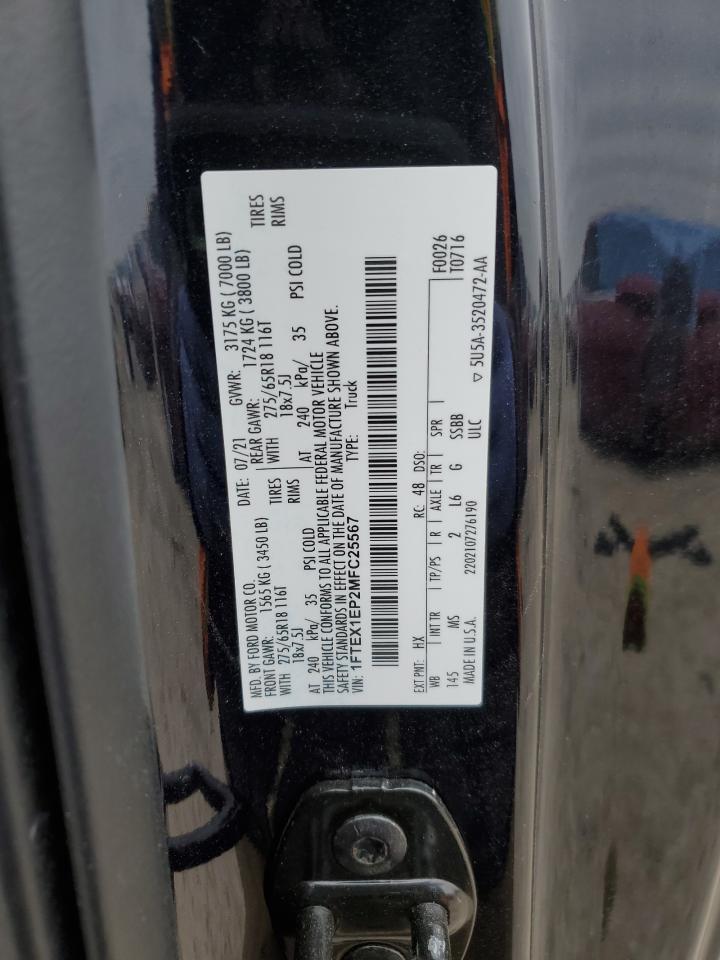 MFD. BY FORD MOTOR CO.
DATE: 07/21 GVWR: 3175 KG ( 7000 LB)
FRONT GAWR: 1565 KG ( 3450 LB) REAR GAWR: 1724 KG ( 3800 LB)
WITH 275/65R18 116T TIRES WITH 275/65R18 116T TIRES
18x7.5J RIMS 18x7.5J RIMS
AT 240 kPa/ 35 PSI COLD AT 240 kPa/ 35 PSI COLD
THIS VEHICLE CONFORMS TO ALL APPLICABLE FEDERAL MOTOR VEHICLE
SAFETY STANDARDS IN EFFECT ON THE DATE OF MANUFACTURE SHOWN ABOVE.
VIN: 1FTEX1EP2MFC25567 TYPE: Truck
EXT PNT: HX RC: 48 DSO: F0026
WB INT TR TP/PS R AXLE TR SPR T0716
145 MS 2 L6 G SSBB
MADE IN U.S.A. 2202107276190 ULC ▽ 5U5A-3520472-AA